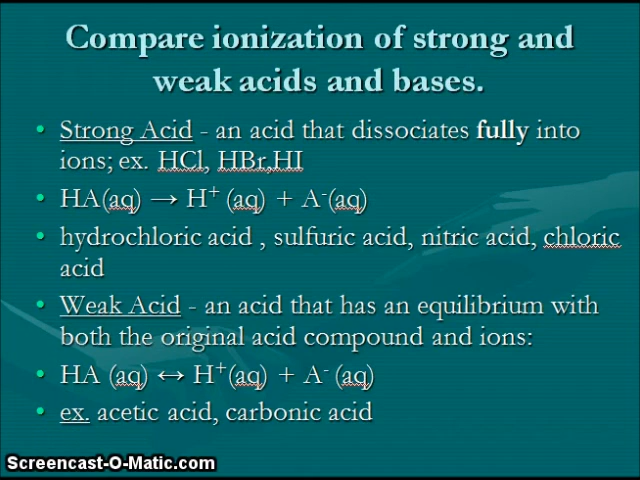 Compare ionization of strong and
weak acids and bases.
• Strong Acid - an acid that dissociates fully into
ions; ex. HCl, HBr,HI
• HA(aq) → H⁺ (aq) + A⁻(aq)
• hydrochloric acid , sulfuric acid, nitric acid, chloric
acid
• Weak Acid - an acid that has an equilibrium with
both the original acid compound and ions:
• HA (aq) ↔ H⁺(aq) + A⁻ (aq)
• ex. acetic acid, carbonic acid
Screencast-O-Matic.com